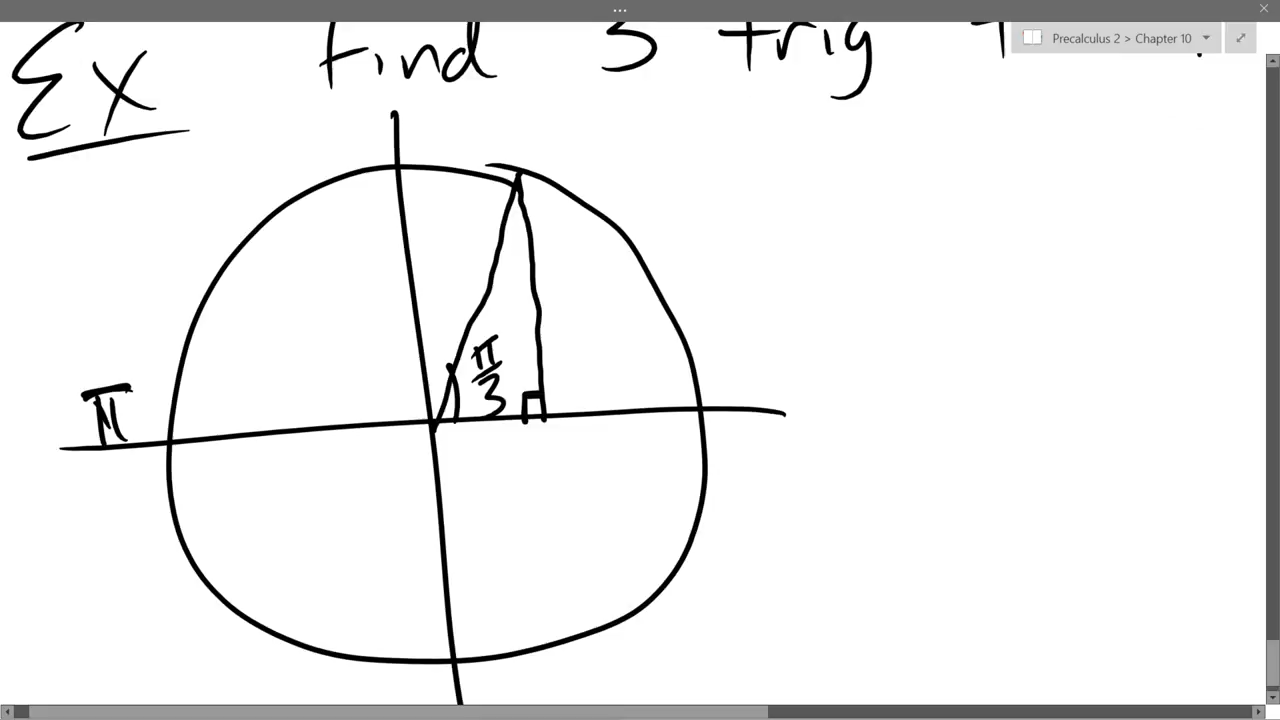 ...
Precalculus 2 > Chapter 10
Ex Find 3 trig
π/3
π